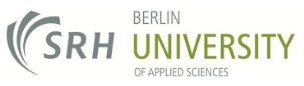 SRH
BERLIN
UNIVERSITY
OF APPLIED SCIENCES